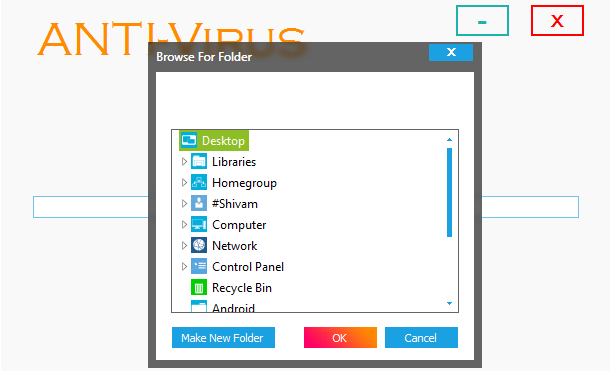 ANTI-VIRUS
-
X
Browse For Folder
X
Desktop
Libraries
Homegroup
#Shivam
Computer
Network
Control Panel
Recycle Bin
Android
Make New Folder
OK
Cancel